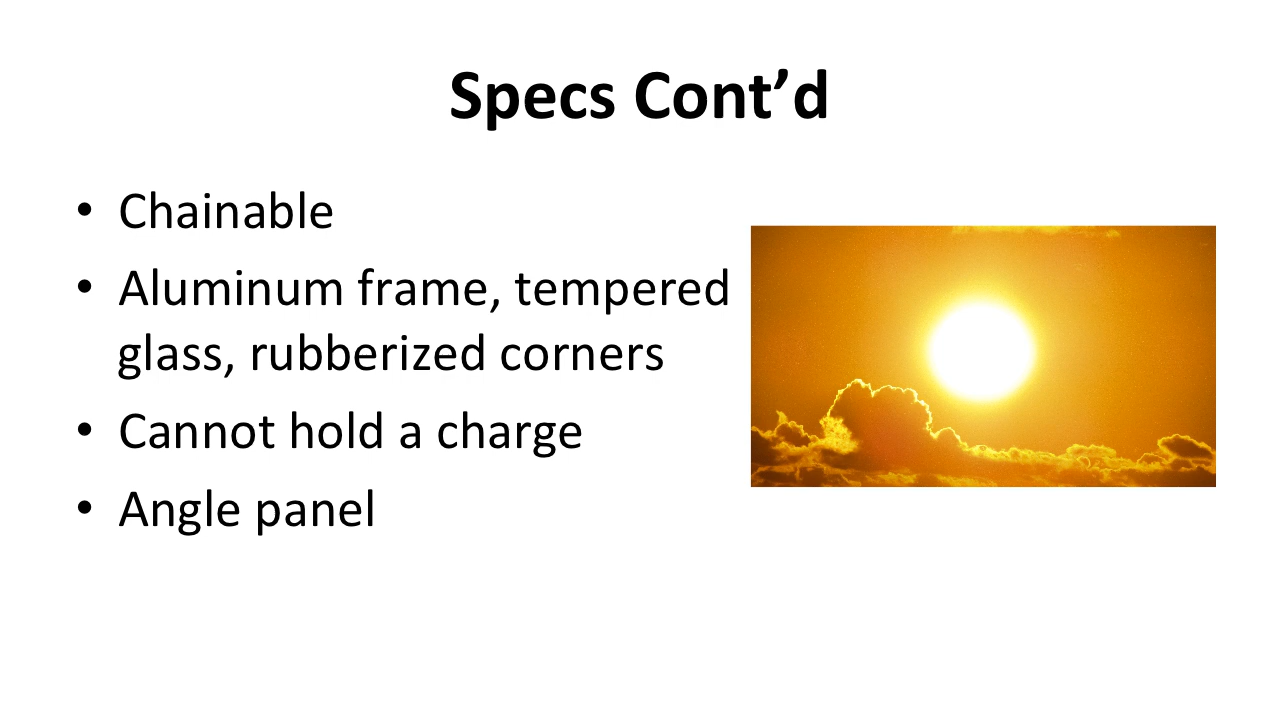 Specs Cont’d
• Chainable
• Aluminum frame, tempered
glass, rubberized corners
• Cannot hold a charge
• Angle panel